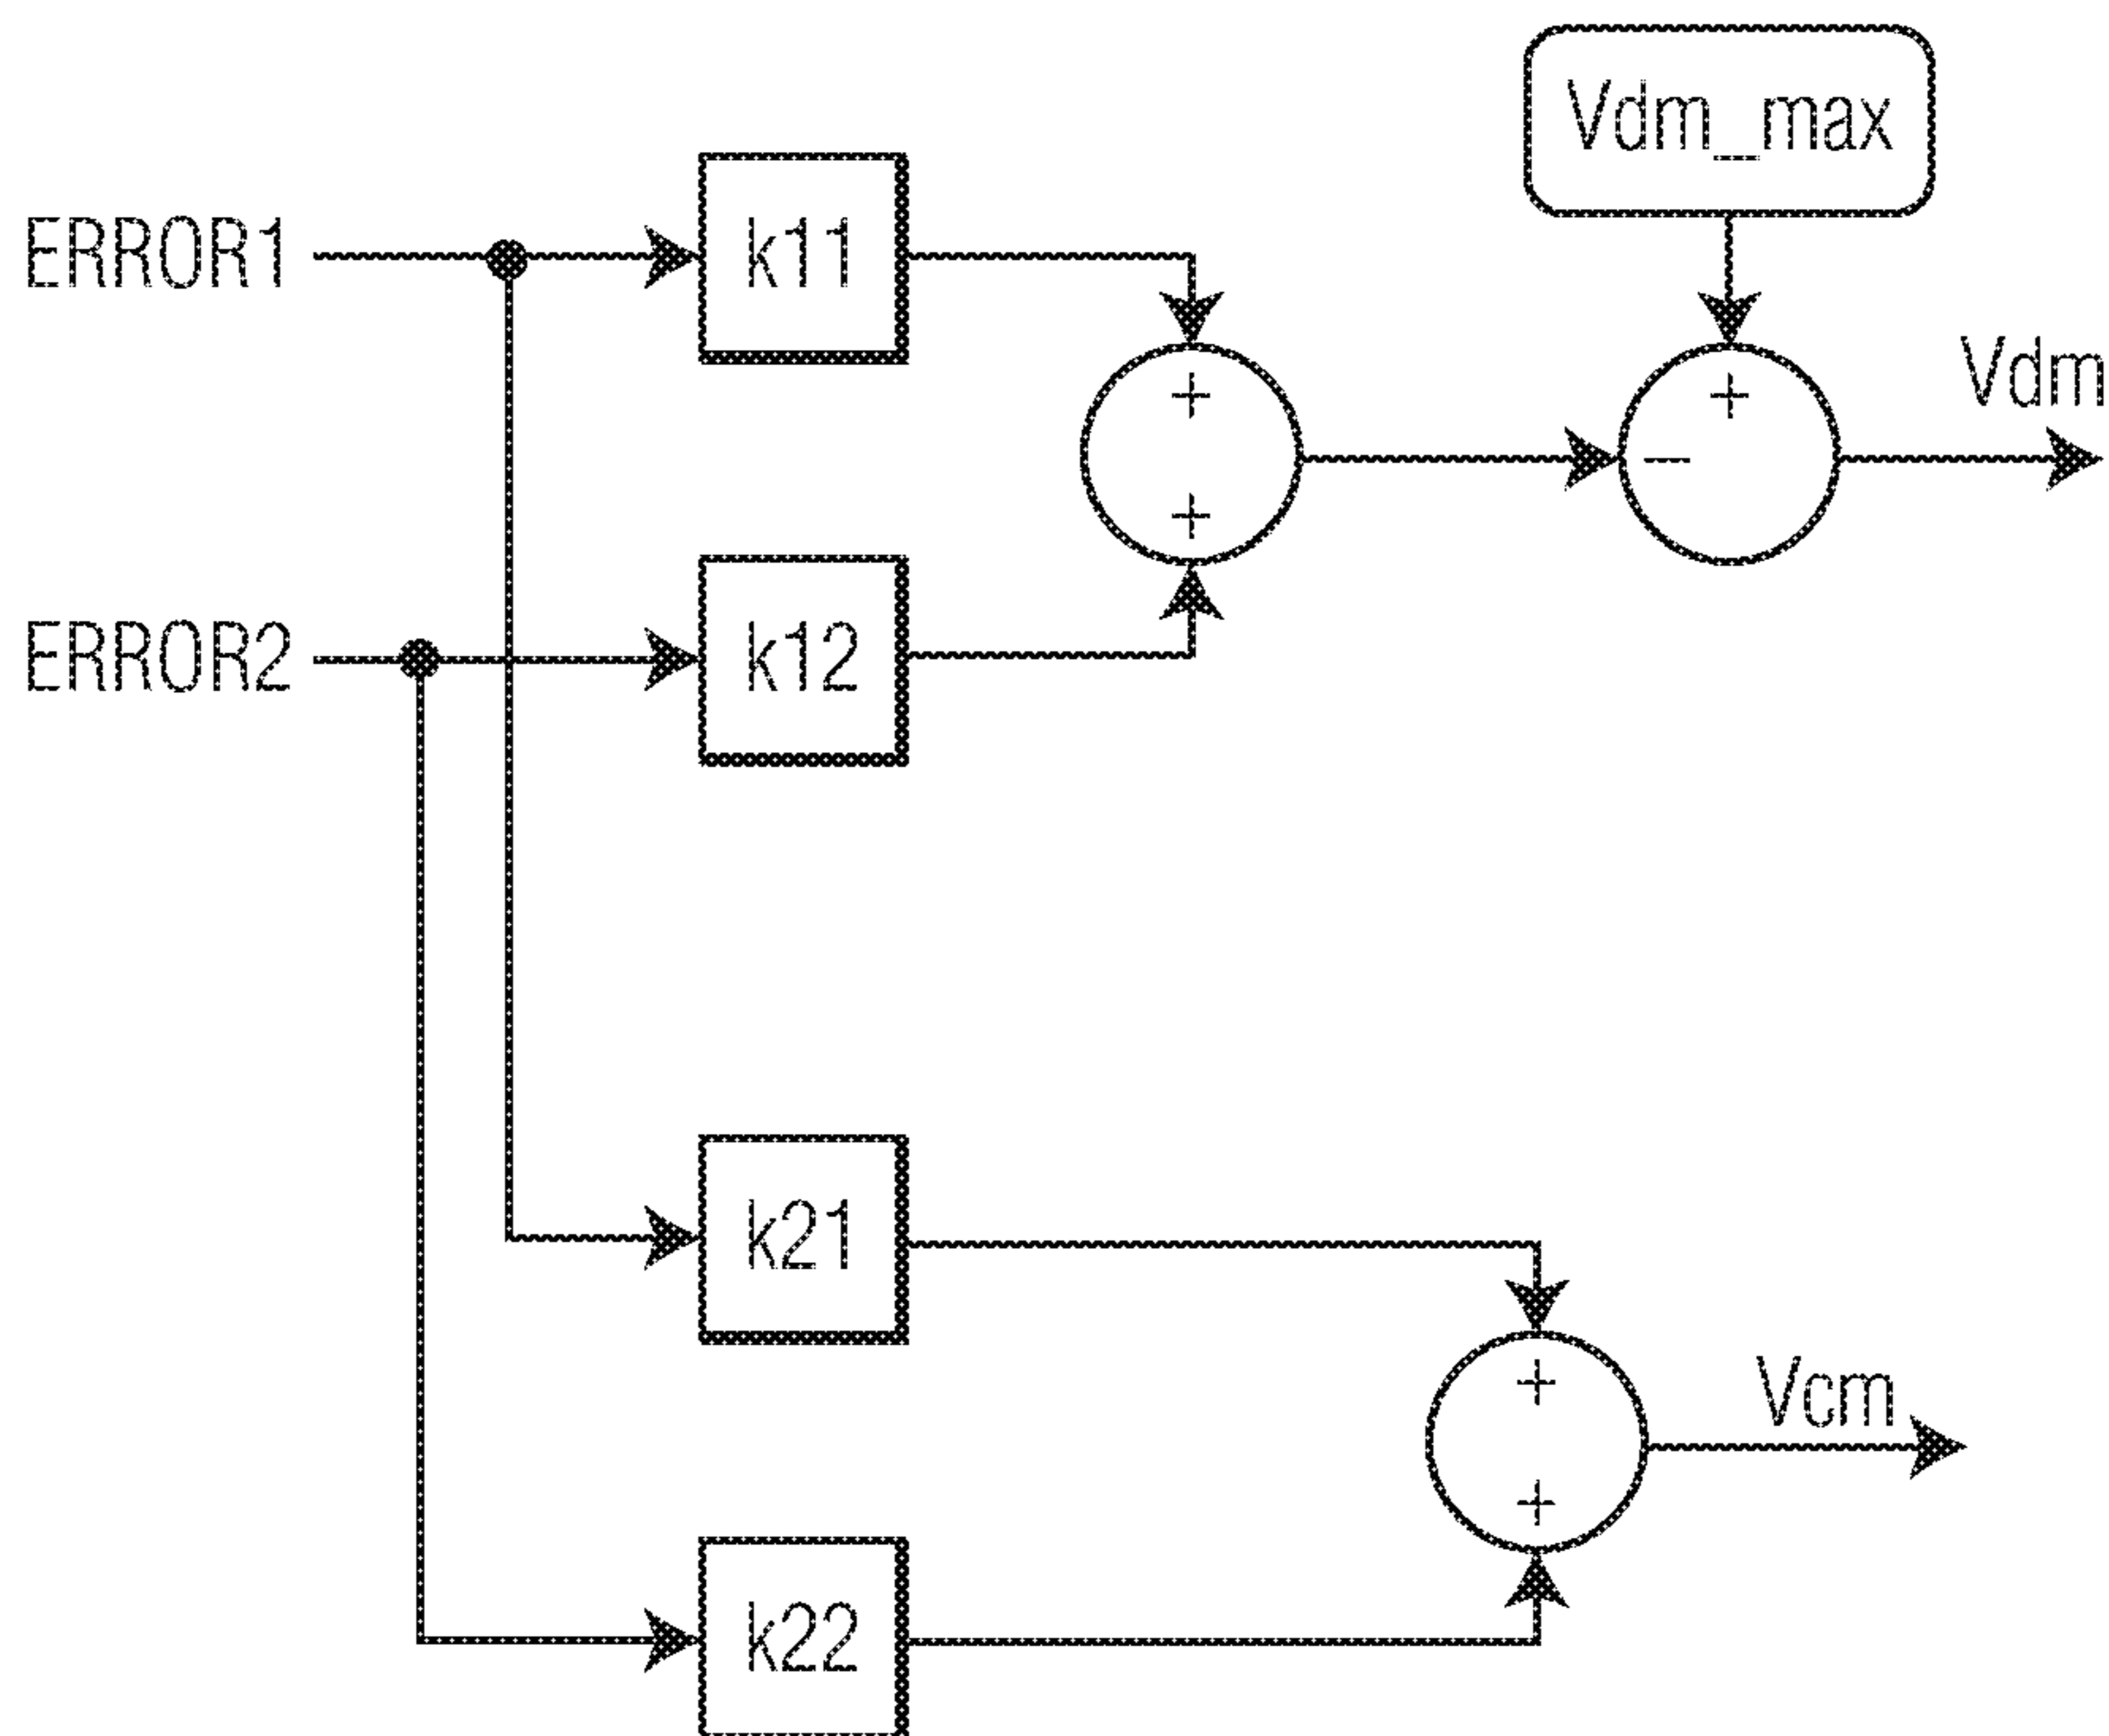 Vdm_max
ERROR1
k11
+
+
+
−
Vdm
ERROR2
k12
k21
k22
+
+
Vcm